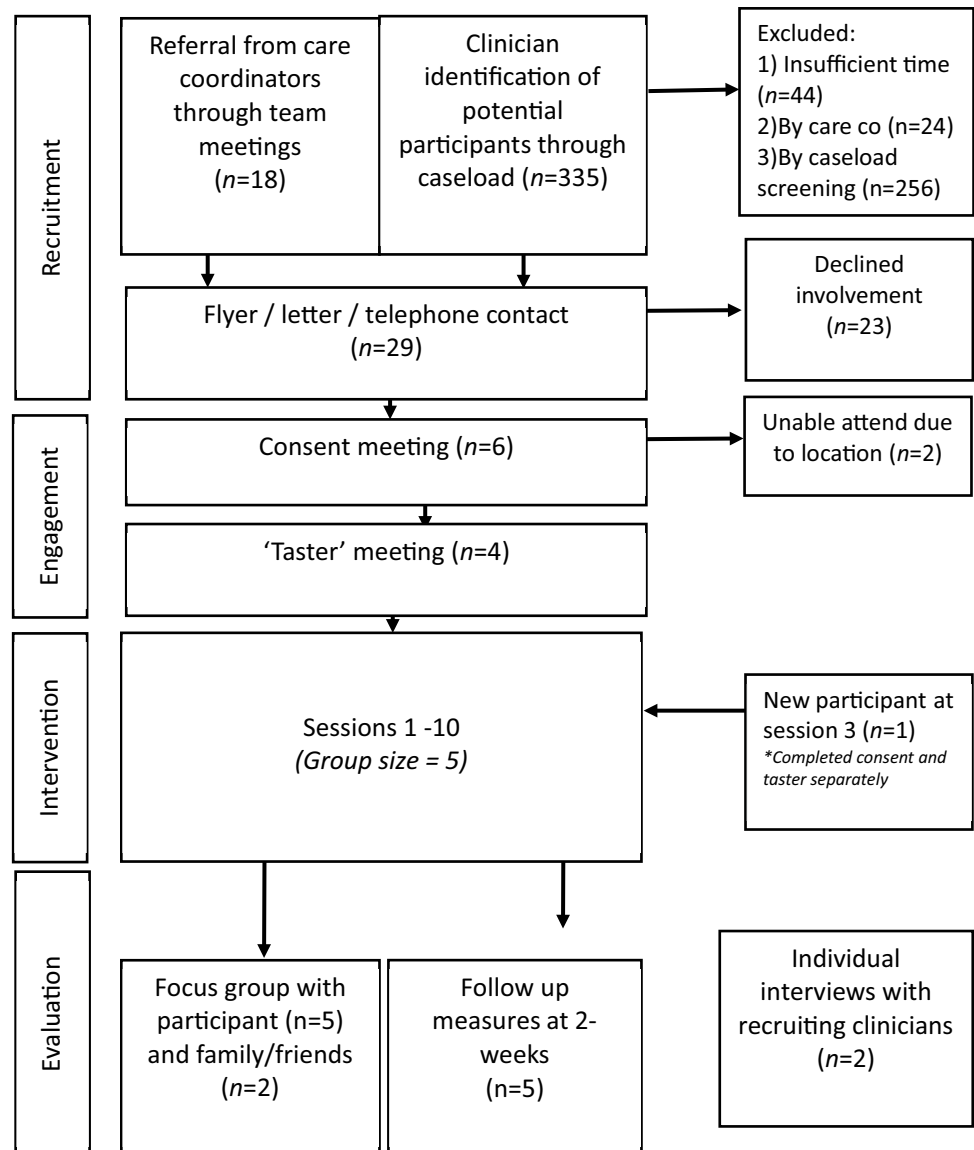 Recruitment
Referral from care
coordinators
through team
meetings
(n=18)
Clinician
identification of
potential
participants through
caseload (n=335)
Excluded:
1) Insufficient time
(n=44)
2)By care co (n=24)
3)By caseload
screening (n=256)
Flyer / letter / telephone contact
(n=29)
Declined
involvement
(n=23)
Engagement
Consent meeting (n=6)
Unable attend due
to location (n=2)
‘Taster’ meeting (n=4)
Intervention
Sessions 1 -10
(Group size = 5)
New participant at
session 3 (n=1)
*Completed consent and
taster separately
Evaluation
Focus group with
participant (n=5)
and family/friends
(n=2)
Follow up
measures at 2-
weeks
(n=5)
Individual
interviews with
recruiting clinicians
(n=2)